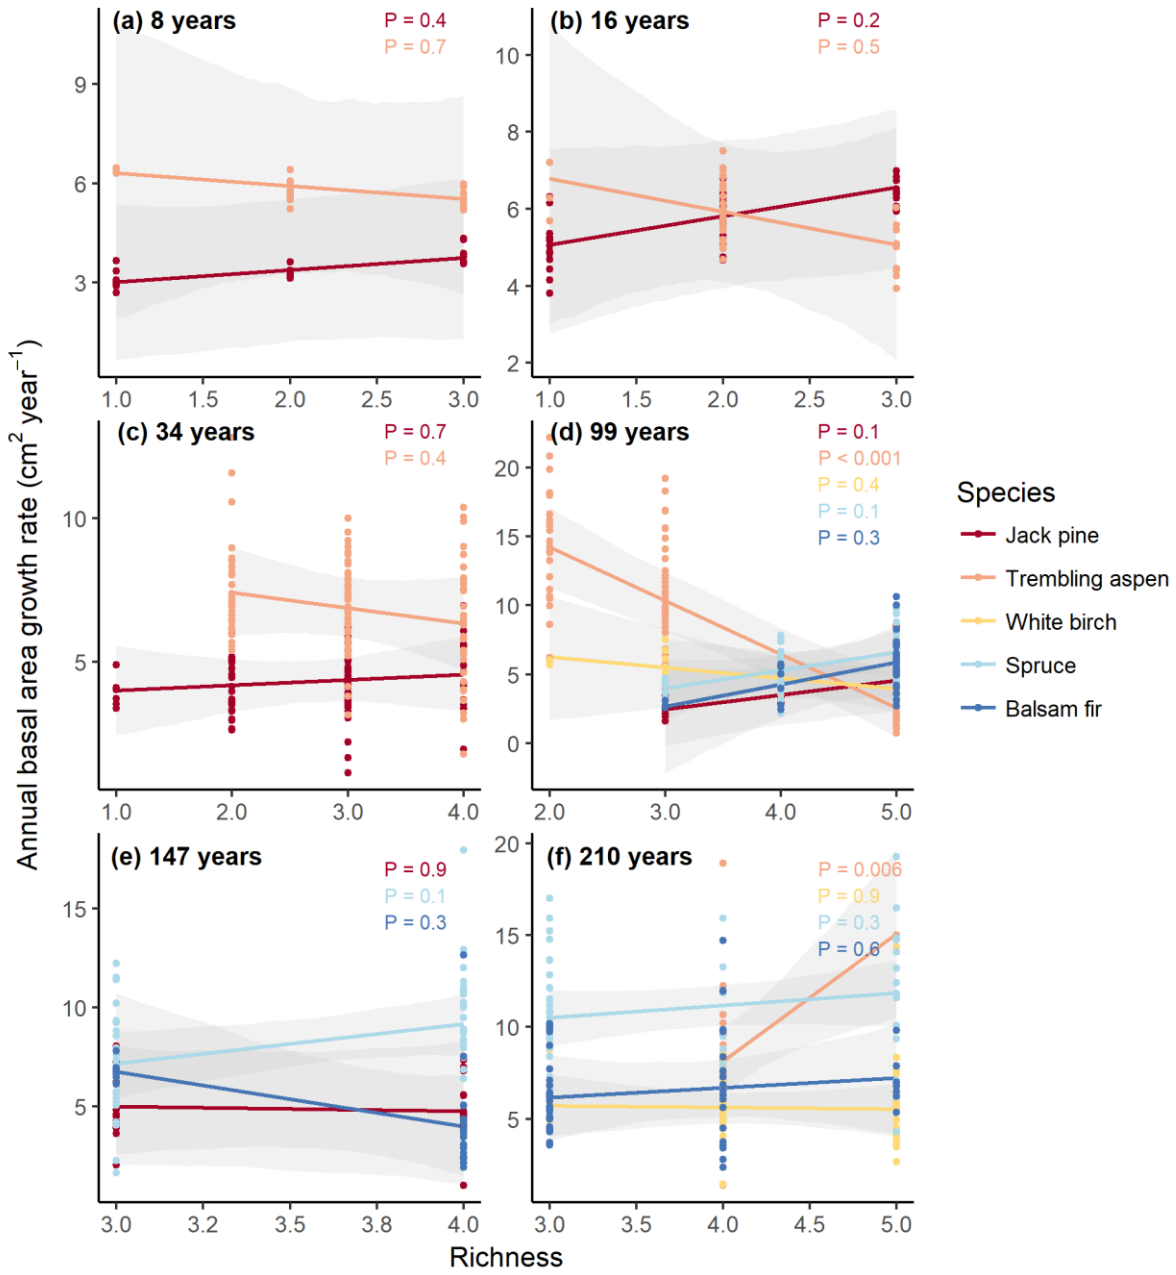 Annual basal area growth rate (cm² year⁻¹)
(a) 8 years
P = 0.4
P = 0.7
9
6
3
1.0 1.5 2.0 2.5 3.0
(b) 16 years
P = 0.2
P = 0.5
10
8
6
4
2
1.0 1.5 2.0 2.5 3.0
(c) 34 years
P = 0.7
P = 0.4
10
5
1.0 2.0 3.0 4.0
(d) 99 years
P = 0.1
P < 0.001
P = 0.4
P = 0.1
P = 0.3
20
15
10
5
0
2.0 3.0 4.0 5.0
Species
Jack pine
Trembling aspen
White birch
Spruce
Balsam fir
(e) 147 years
P = 0.9
P = 0.1
P = 0.3
15
10
5
3.0 3.2 3.5 3.8 4.0
(f) 210 years
P = 0.006
P = 0.9
P = 0.3
P = 0.6
20
15
10
5
3.0 3.5 4.0 4.5 5.0
Richness